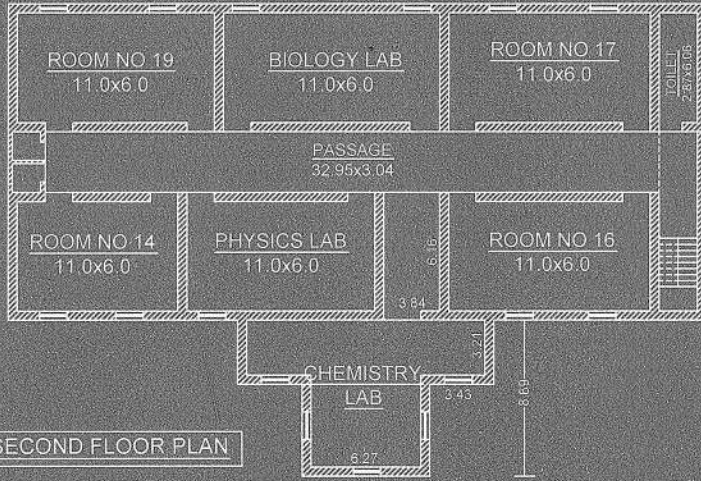 ROOM NO 19
11.0x6.0
BIOLOGY LAB
11.0x6.0
ROOM NO 17
11.0x6.0
TOILET
2.87x6.06
PASSAGE
32.95x3.04
ROOM NO 14
11.0x6.0
PHYSICS LAB
11.0x6.0
6.16
3.84
ROOM NO 16
11.0x6.0
CHEMISTRY
LAB
3.21
3.43
8.69
6.27
SECOND FLOOR PLAN